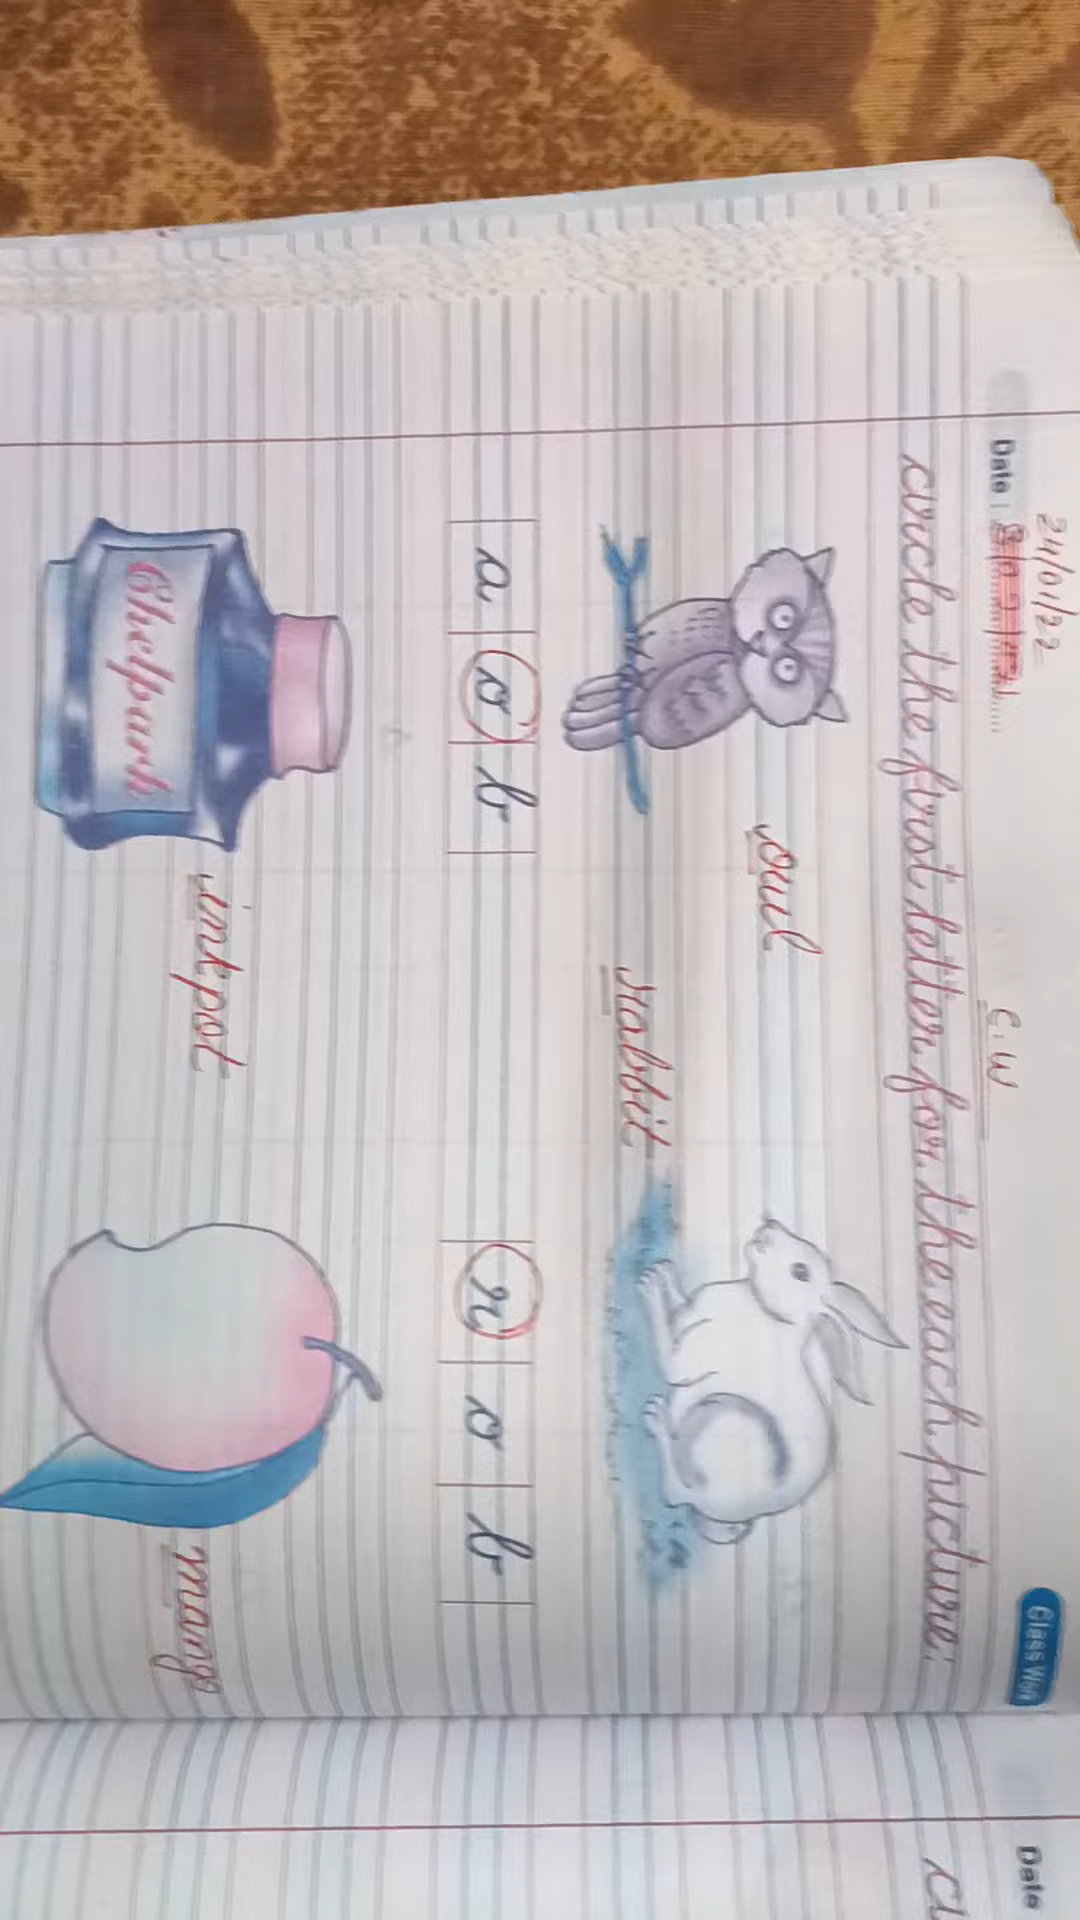 24/01/22
Date :
C.W
Class Work
circle the first letter for the each picture:
owl
rabbit
a o b
r o b
Chelpark
inkpot
mango
Date
ci